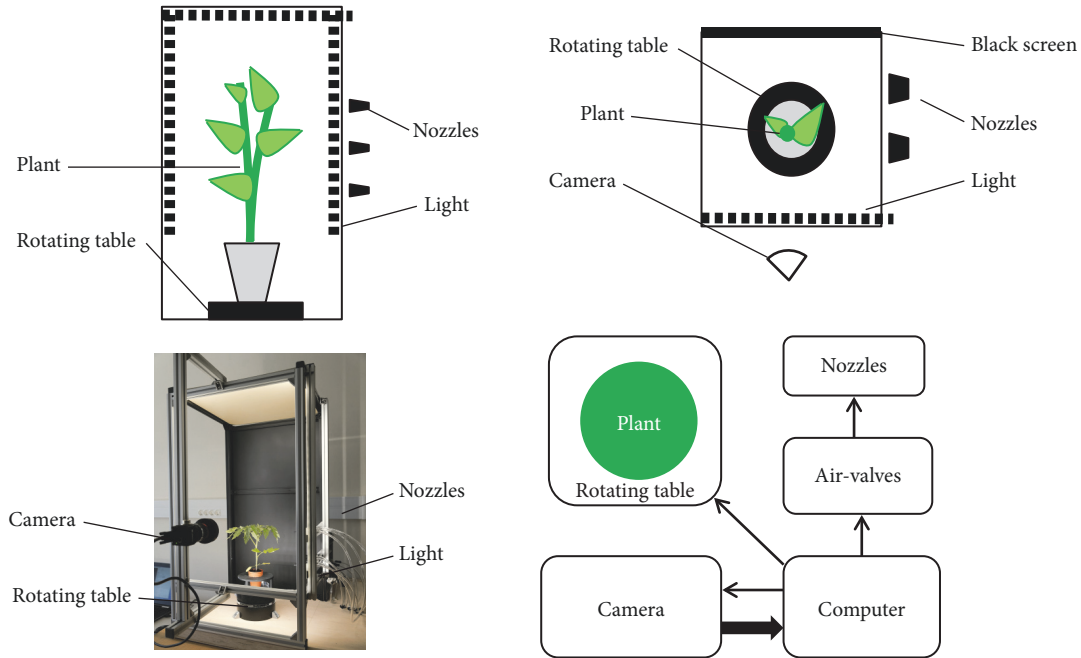 Nozzles
Plant
Light
Rotating table
Rotating table
Black screen
Plant
Nozzles
Camera
Light
Nozzles
Camera
Light
Rotating table
Nozzles
Plant
Air-valves
Rotating table
Camera
Computer